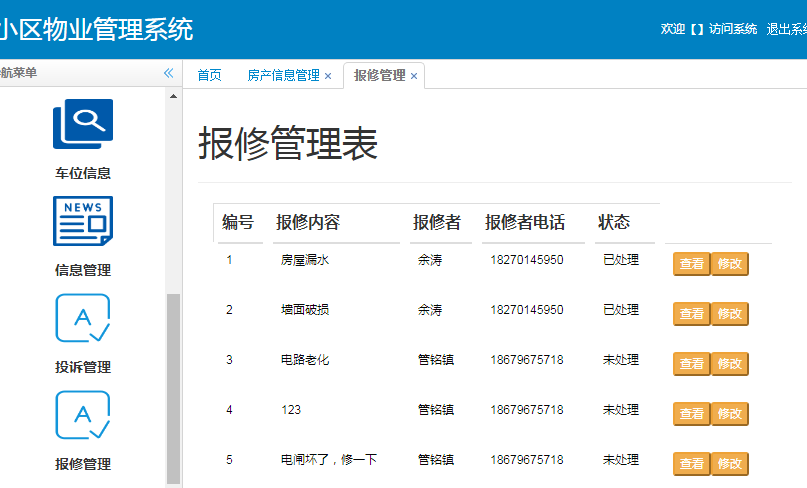 小区物业管理系统
欢迎【】访问系统 退出系统
航菜单
首页 房产信息管理 × 报修管理 ×
车位信息
NEWS
信息管理
A
投诉管理
A
报修管理
报修管理表
编号 报修内容 报修者 报修者电话 状态
1 房屋漏水 余涛 18270145950 已处理 查看 修改
2 墙面破损 余涛 18270145950 已处理 查看 修改
3 电路老化 管铭镇 18679675718 未处理 查看 修改
4 123 管铭镇 18679675718 未处理 查看 修改
5 电闸坏了，修一下 管铭镇 18679675718 未处理 查看 修改